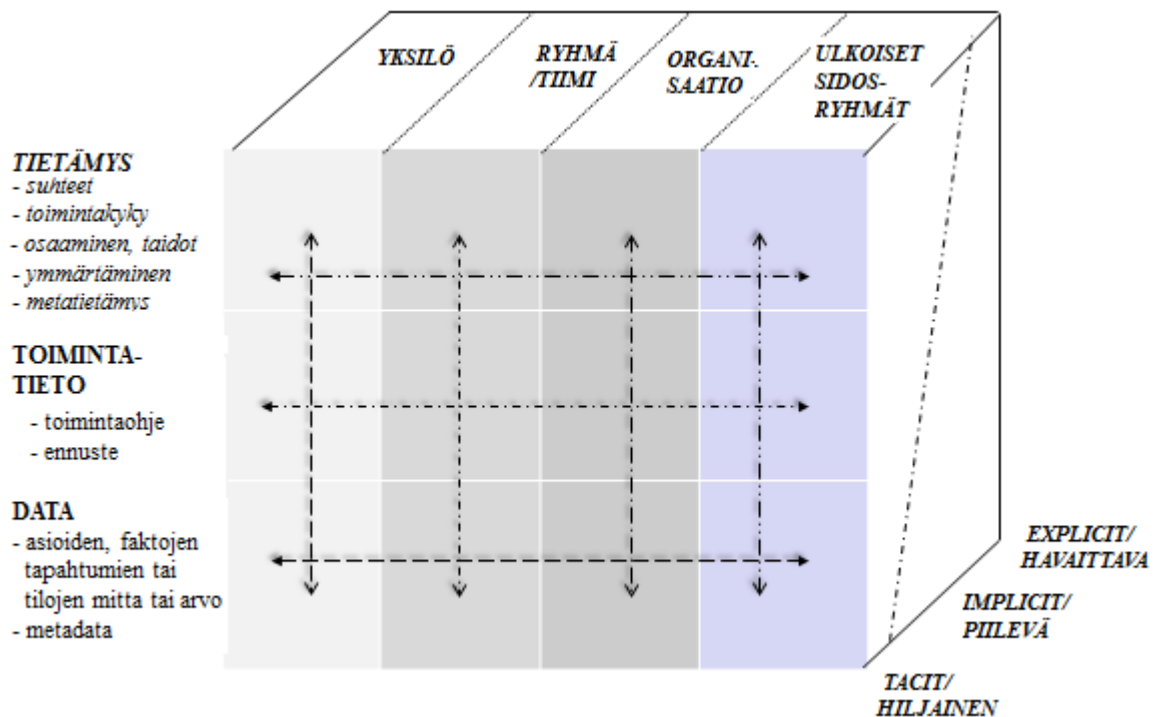 YKSILÖ
RYHMÄ
/TIIMI
ORGANI-.
SAATIO
ULKOISET
SIDOS-
RYHMÄT
TIETÄMYS
- suhteet
- toimintakyky
- osaaminen, taidot
- ymmärtäminen
- metatietämys
TOIMINTA-
TIETO
- toimintaohje
- ennuste
DATA
- asioiden, faktojen
tapahtumien tai
tilojen mitta tai arvo
- metadata
EXPLICIT/
HAVAITTAVA
IMPLICIT/
PIILEVÄ
TACIT/
HILJAINEN